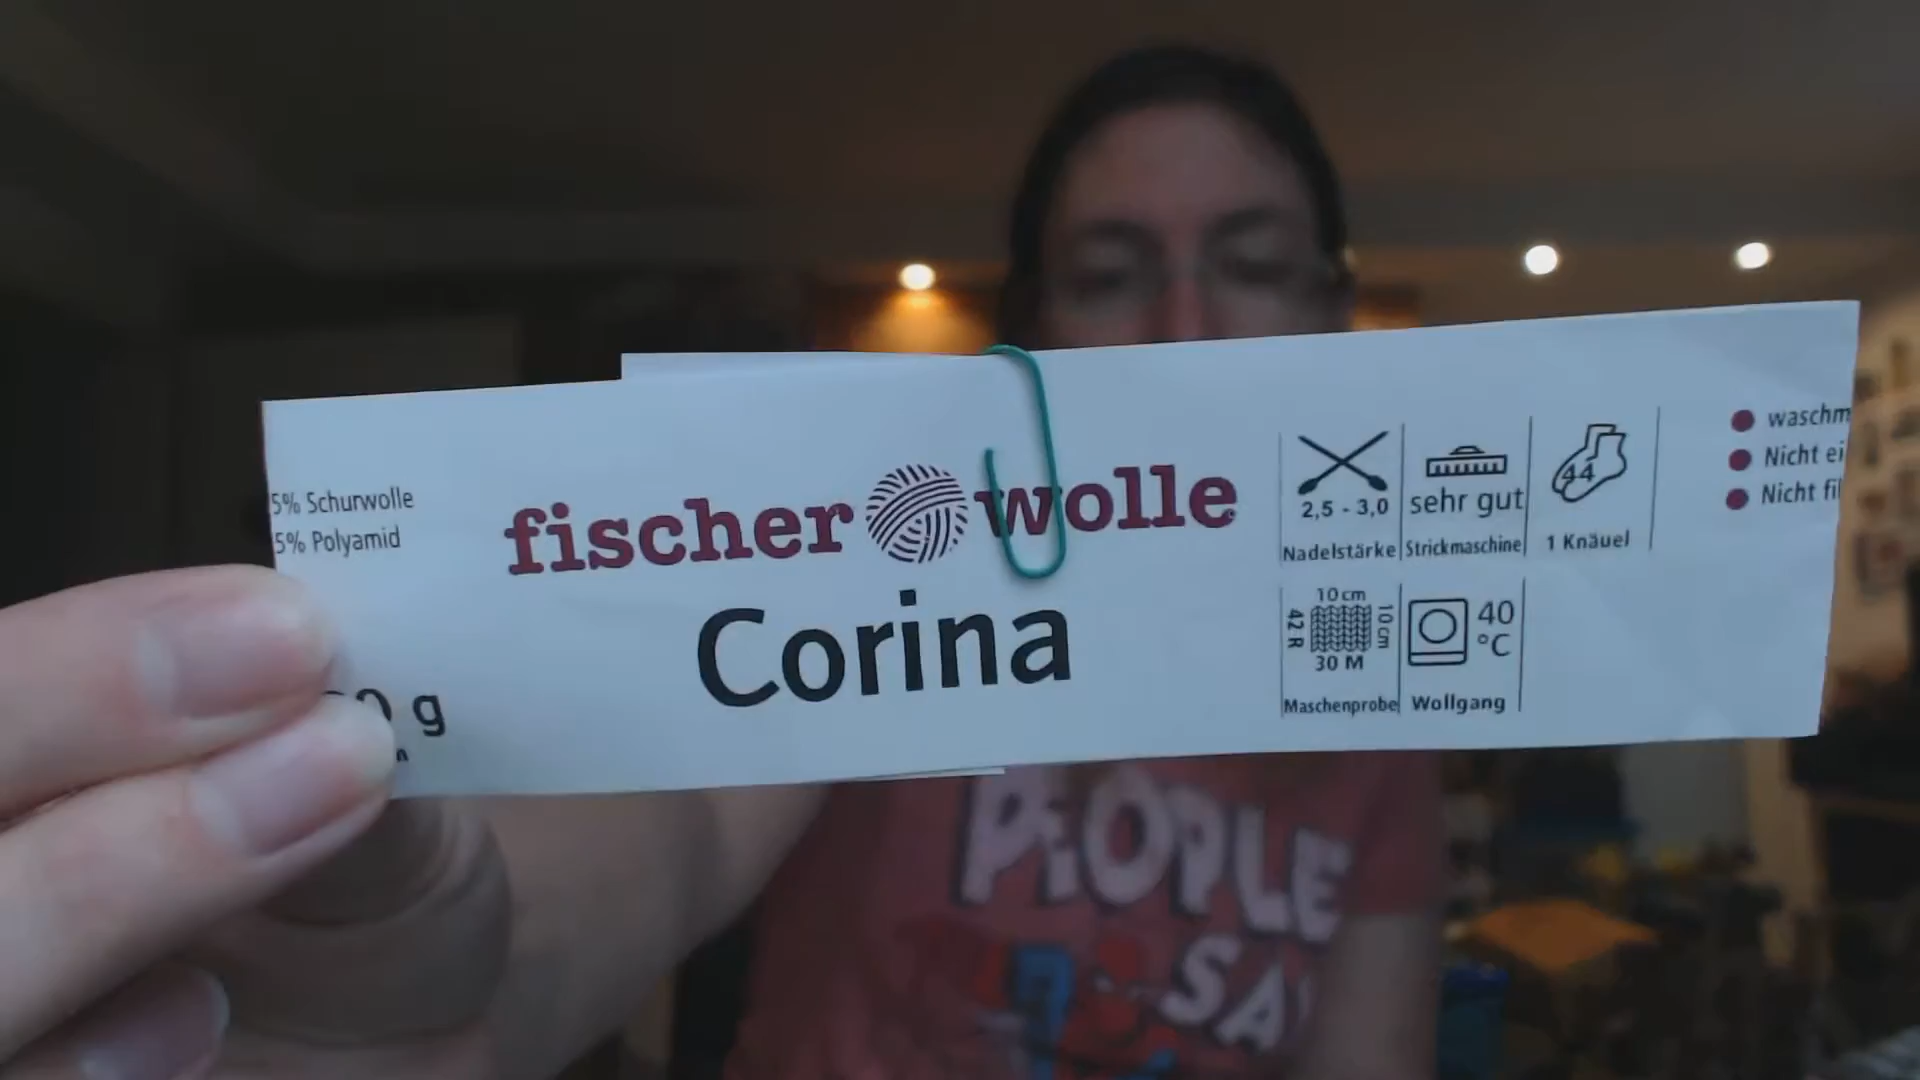 5% Schurwolle
5% Polyamid
g
fischer wolle
Corina
2,5 - 3,0
Nadelstärke
sehr gut
Strickmaschine
44
1 Knäuel
10 cm
42 R
10 cm
30 M
Maschenprobe
40
°C
Wollgang
waschm
Nicht ei
Nicht fil
PEOPLE
SA